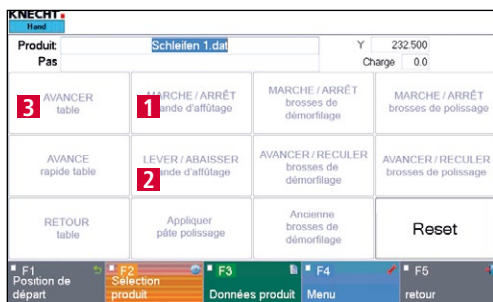 KNECHT
Hand
Produit: Schleifen 1.dat Y 232.500
Pas Charge 0.0
3 AVANCER
table
1 MARCHE / ARRÊT
bande d'affûtage
MARCHE / ARRÊT
brosses de
démorfilage
MARCHE / ARRÊT
brosses de polissage
AVANCE
rapide table
2 LEVER / ABAISSER
bande d'affûtage
AVANCER / RECULER
brosses de
démorfilage
AVANCER / RECULER
brosses de polissage
RETOUR
table
Appliquer
pâte polissage
Ancienne
brosses de
démorfilage
Reset
F1
Position de
départ
F2
Sélection
produit
F3
Données produit
F4
Menu
F5
retour